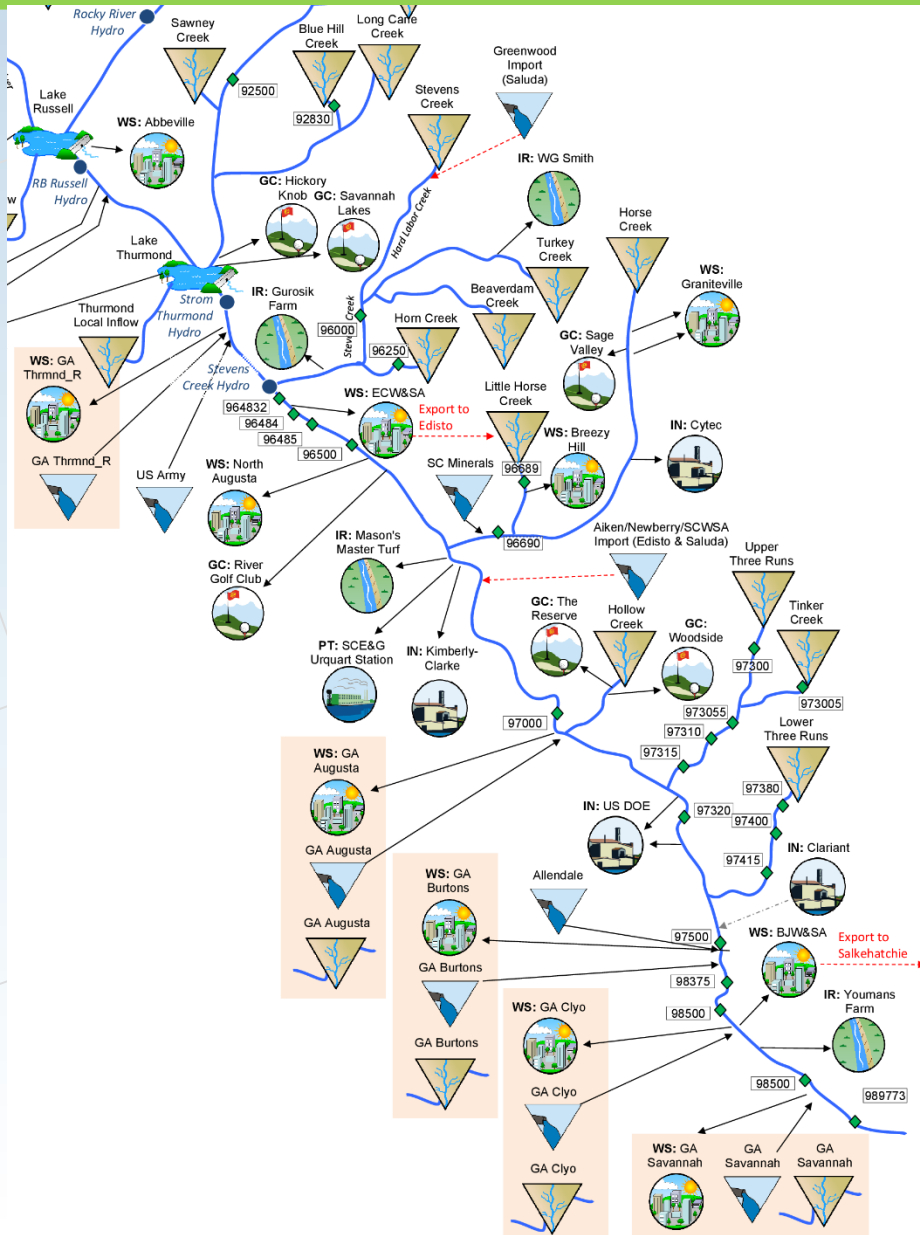 Rocky River
Hydro
Sawney
Creek
92500
Blue Hill
Creek
92830
Long Cane
Creek
Greenwood
Import
(Saluda)
Stevens
Creek
Lake
Russell
WS: Abbeville
RB Russell
Hydro
IR: WG Smith
GC: Hickory
Knob
GC: Savannah
Lakes
Hard Labor Creek
Horse
Creek
Lake
Thurmond
Turkey
Creek
WS:
Graniteville
Strom
Thurmond
Hydro
IR: Gurosik
Farm
Beaverdam
Creek
Thurmond
Local Inflow
96000
Stevens Creek
Horn Creek
96250
GC: Sage
Valley
WS: GA
Thrmnd_R
Stevens
Creek Hydro
WS: ECW&SA
Little Horse
Creek
964832
96484
96485
96500
Export to
Edisto
WS: Breezy
Hill
IN: Cytec
GA Thrmnd_R
US Army
WS: North
Augusta
SC Minerals
96689
96690
Aiken/Newberry/SCWSA
Import (Edisto & Saluda)
IR: Mason's
Master Turf
GC: River
Golf Club
Upper
Three Runs
GC: The
Reserve
Hollow
Creek
GC:
Woodside
Tinker
Creek
PT: SCE&G
Urquart Station
IN: Kimberly-
Clarke
97300
973005
973055
97310
97315
97000
Lower
Three Runs
WS: GA
Augusta
97380
97320
97400
IN: US DOE
97415
GA Augusta
IN: Clariant
WS: GA
Burtons
Allendale
GA Augusta
97500
WS: BJW&SA
Export to
Salkehatchie
GA Burtons
98375
98500
WS: GA Clyo
IR: Youmans
Farm
GA Burtons
98500
989773
GA Clyo
WS: GA
Savannah
GA
Savannah
GA
Savannah
GA Clyo